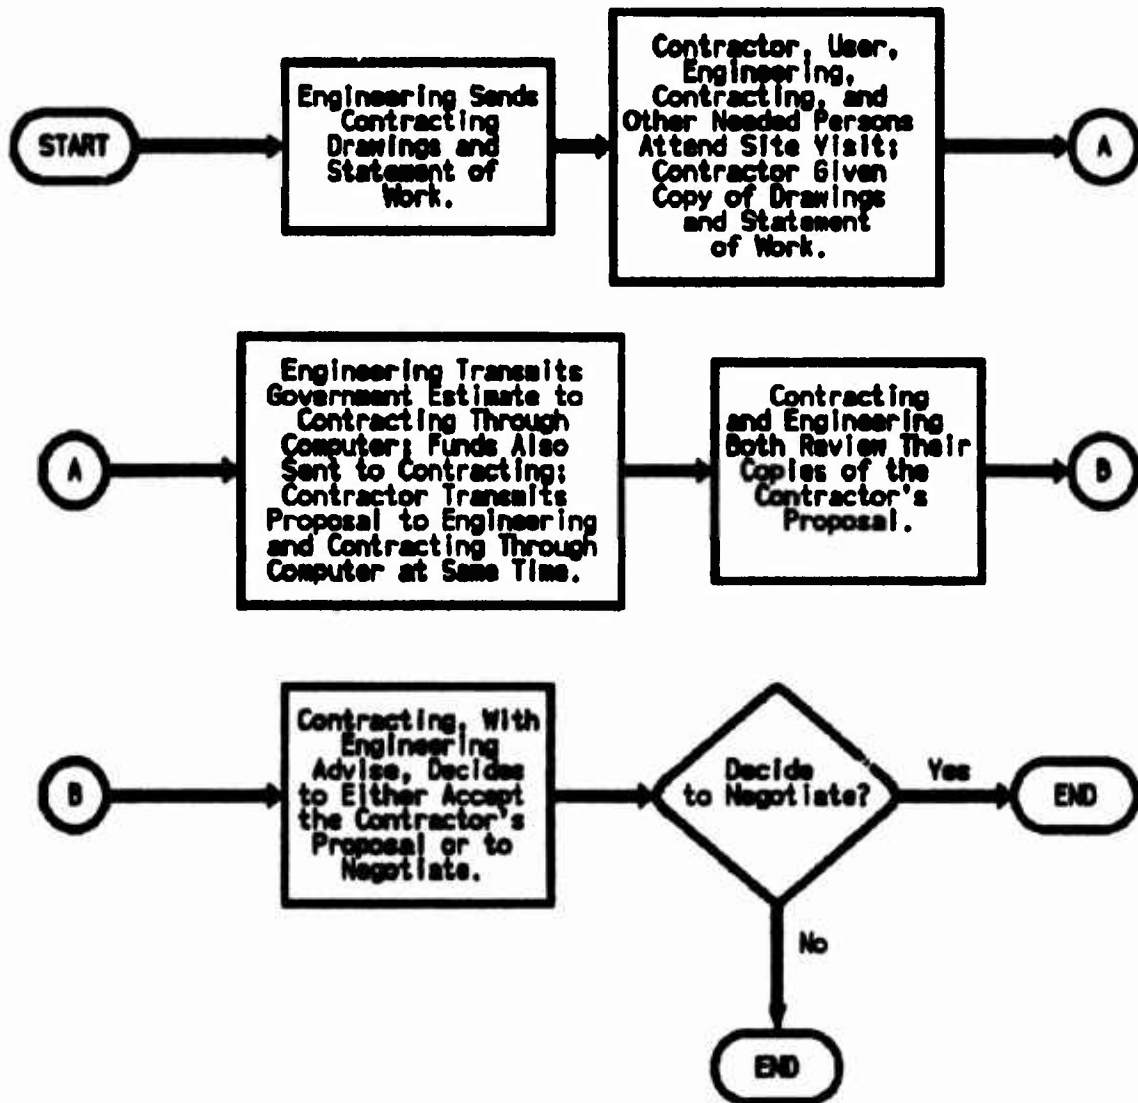 START
Engineering Sends
Contracting
Drawings and
Statement of
Work.
Contractor, User,
Engineering,
Contracting, and
Other Needed Persons
Attend Site Visit;
Contractor Given
Copy of Drawings
and Statement
of Work.
A
A
Engineering Transmits
Government Estimate to
Contracting Through
Computer; Funds Also
Sent to Contracting;
Contractor Transmits
Proposal to Engineering
and Contracting Through
Computer at Same Time.
Contracting
and Engineering
Both Review Their
Copies of the
Contractor's
Proposal.
B
B
Contracting, With
Engineering
Advise, Decides
to Either Accept
the Contractor's
Proposal or to
Negotiate.
Decide
to Negotiate?
Yes
END
No
END